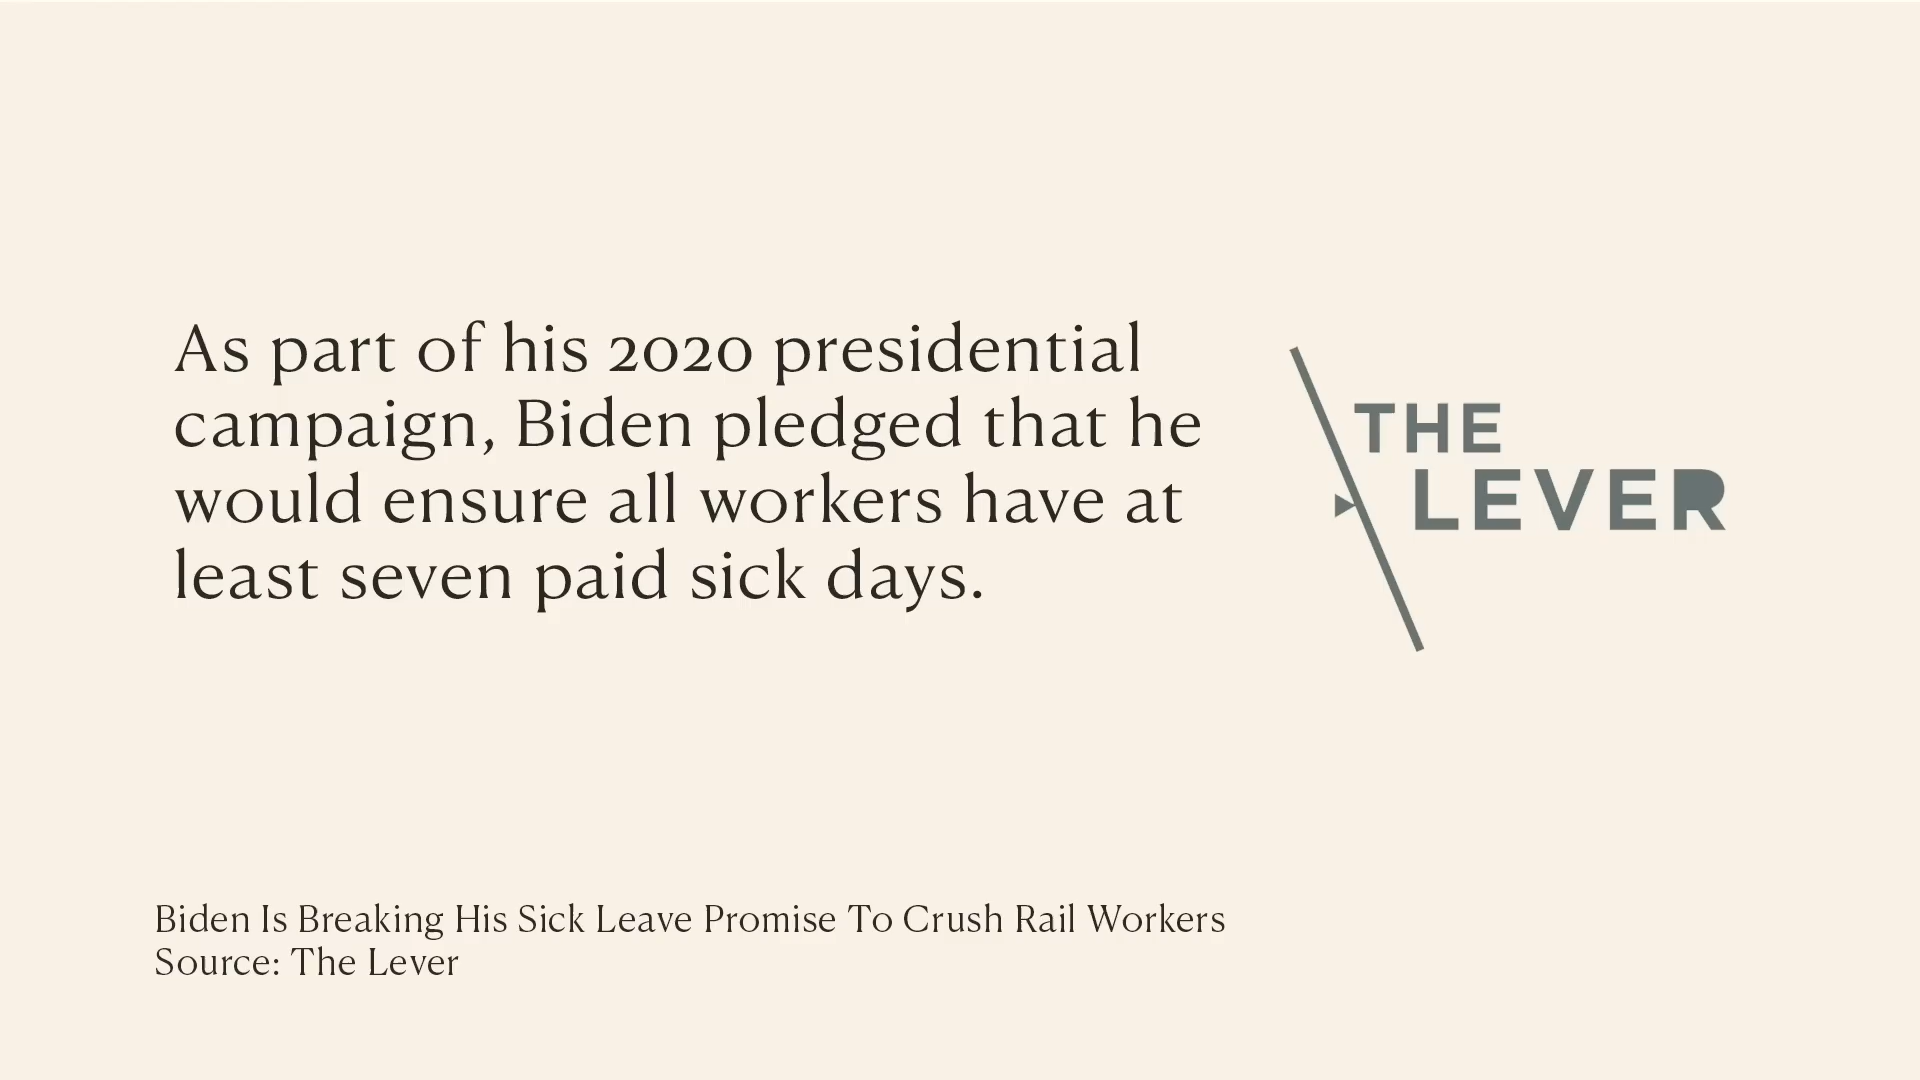 As part of his 2020 presidential
campaign, Biden pledged that he
would ensure all workers have at
least seven paid sick days.
THE
LEVER
Biden Is Breaking His Sick Leave Promise To Crush Rail Workers
Source: The Lever